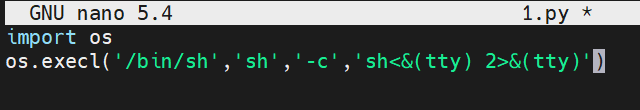 GNU nano 5.4 1.py *
import os
os.execl('/bin/sh','sh','-c','sh<&(tty) 2>&(tty)')